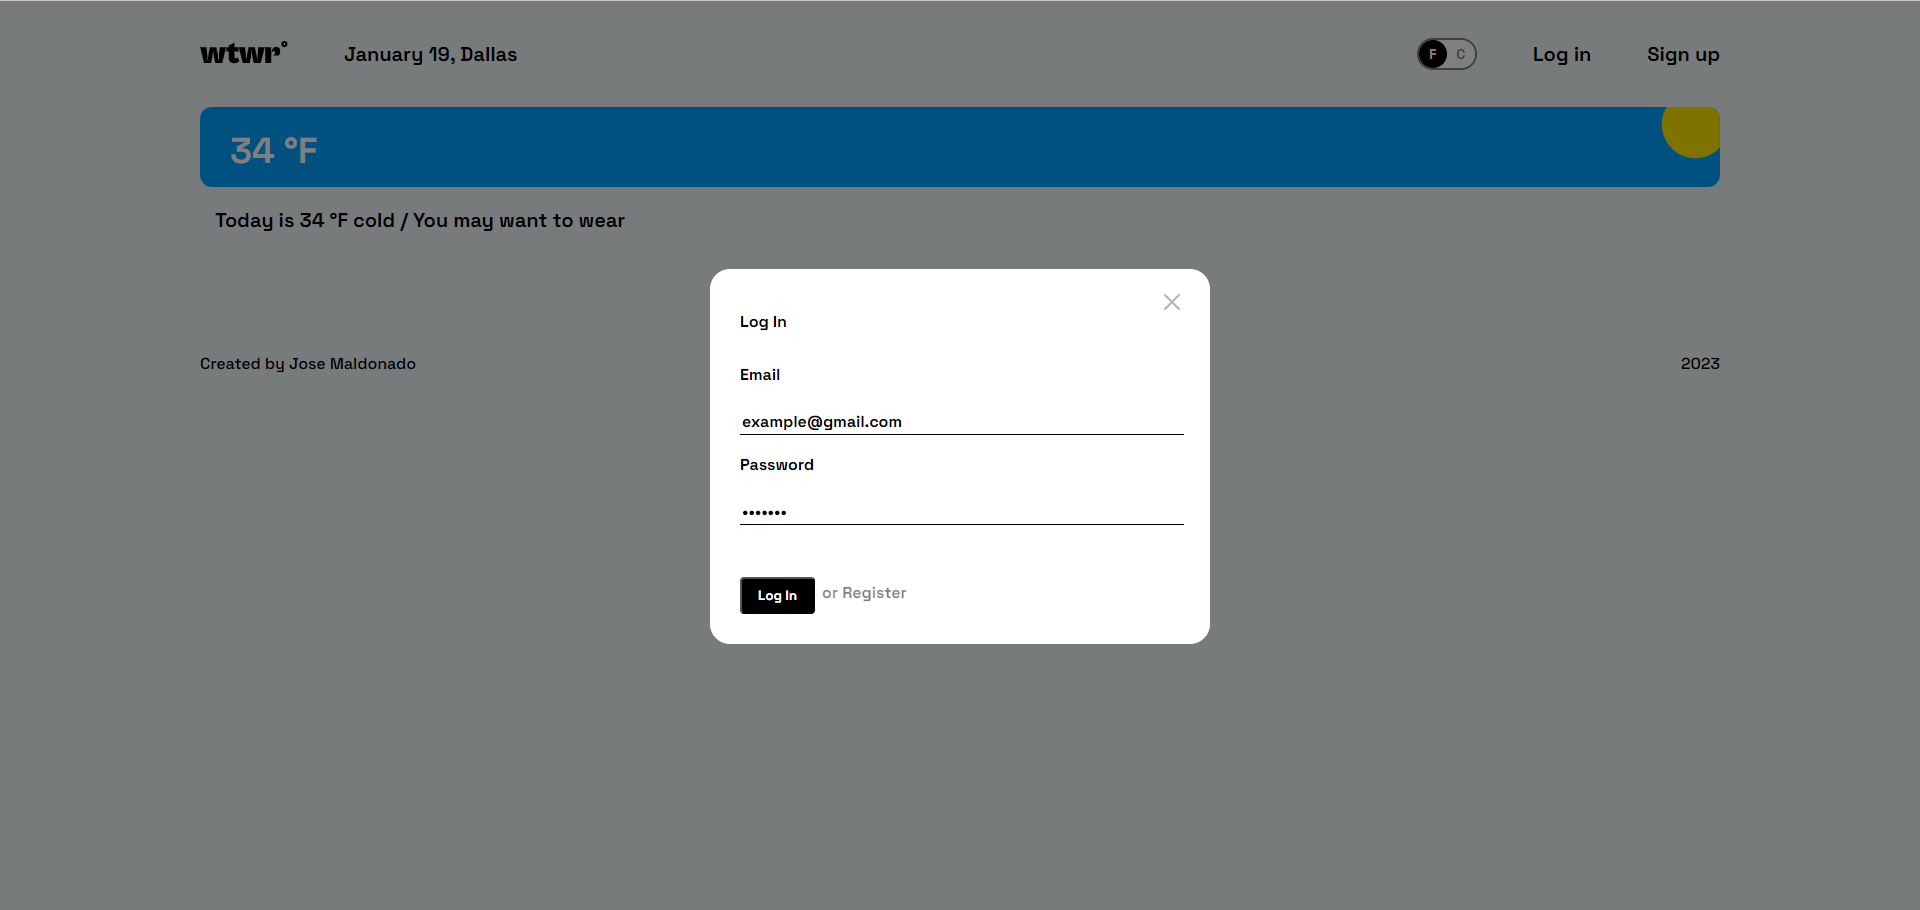 wtwr°
January 19, Dallas
F C
Log in
Sign up
34 °F
Today is 34 °F cold / You may want to wear
Log In
Email
example@gmail.com
Password
•••••••
Log In or Register
Created by Jose Maldonado
2023